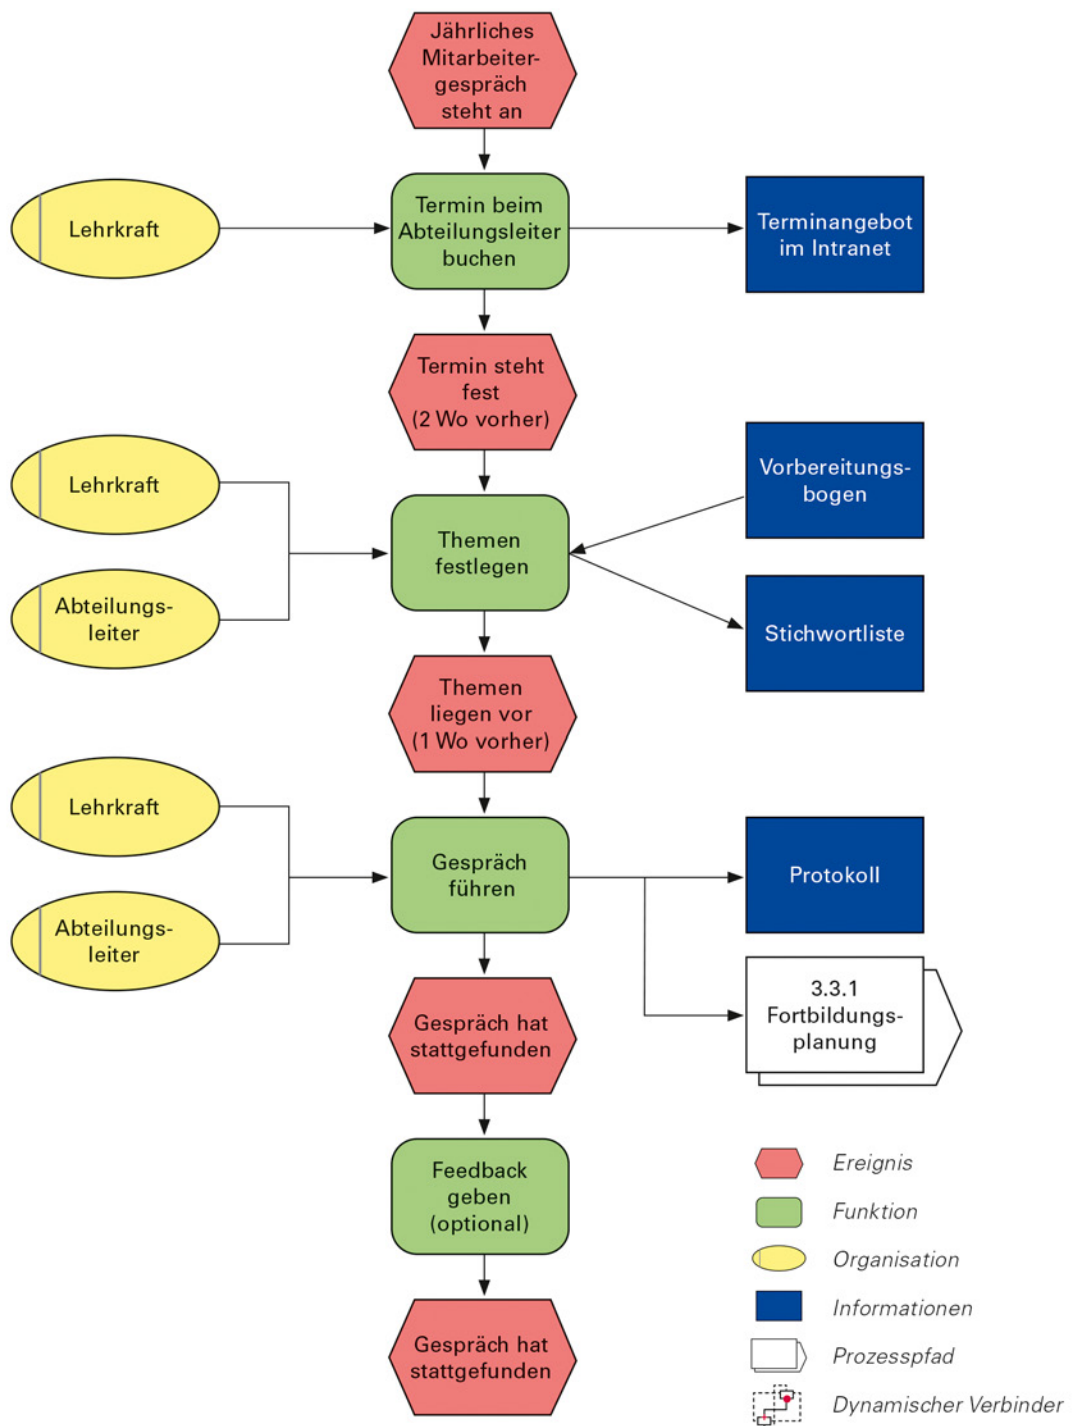 Jährliches
Mitarbeiter-
gespräch
steht an
Lehrkraft
Termin beim
Abteilungsleiter
buchen
Terminangebot
im Intranet
Termin steht
fest
(2 Wo vorher)
Lehrkraft
Abteilungs-
leiter
Themen
festlegen
Vorbereitungs-
bogen
Stichwortliste
Themen
liegen vor
(1 Wo vorher)
Lehrkraft
Abteilungs-
leiter
Gespräch
führen
Protokoll
3.3.1
Fortbildungs-
planung
Gespräch hat
stattgefunden
Feedback
geben
(optional)
Gespräch hat
stattgefunden
Ereignis
Funktion
Organisation
Informationen
Prozesspfad
Dynamischer Verbinder